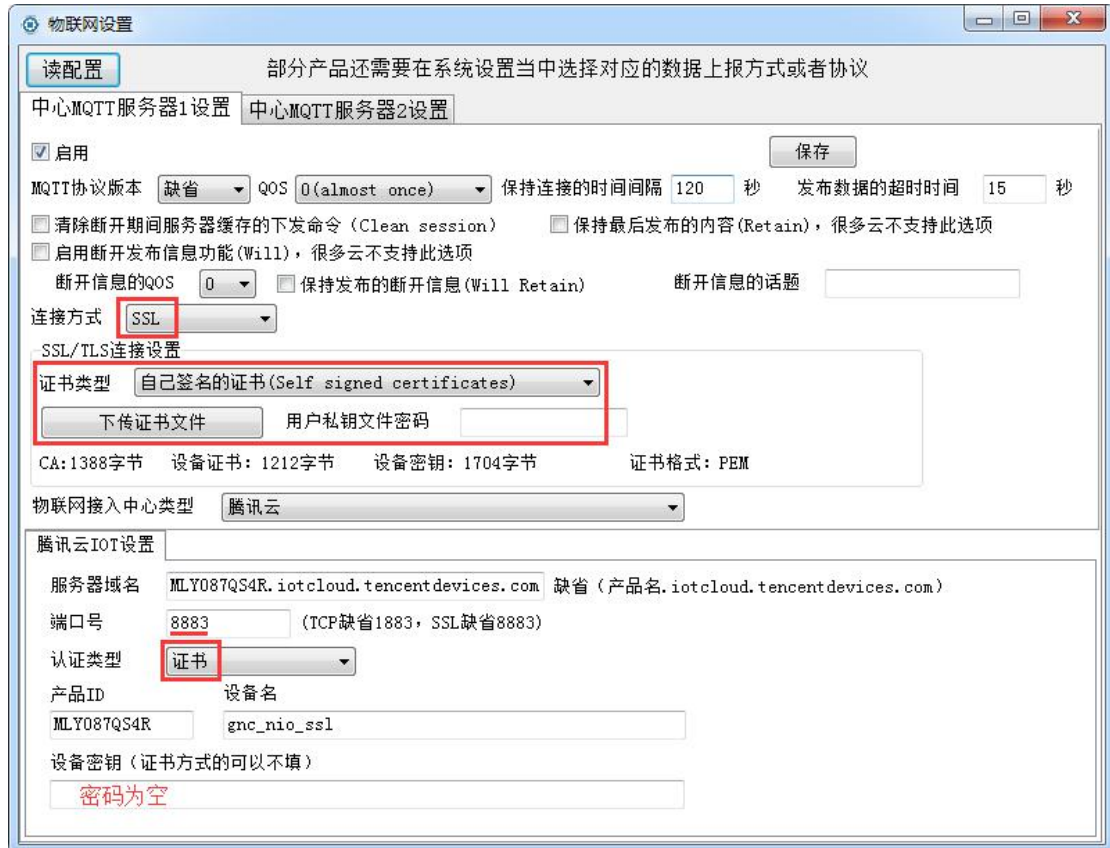 物联网设置
读配置 部分产品还需要在系统设置当中选择对应的数据上报方式或者协议
中心MQTT服务器1设置 中心MQTT服务器2设置
启用 保存
MQTT协议版本 缺省 QOS 0(almost once) 保持连接的时间间隔 120 秒 发布数据的超时时间 15 秒
清除断开期间服务器缓存的下发命令（Clean session） 保持最后发布的内容(Retain)，很多云不支持此选项
启用断开发布信息功能(Will)，很多云不支持此选项
断开信息的QOS 0 保持发布的断开信息(Will Retain) 断开信息的话题
连接方式 SSL
SSL/TLS连接设置
证书类型 自己签名的证书(Self signed certificates)
下传证书文件 用户私钥文件密码
CA:1388字节 设备证书：1212字节 设备密钥：1704字节 证书格式：PEM
物联网接入中心类型 腾讯云
腾讯云IOT设置
服务器域名 MLY087QS4R.iotcloud.tencentdevices.com 缺省（产品名.iotcloud.tencentdevices.com）
端口号 8883 (TCP缺省1883，SSL缺省8883)
认证类型 证书
产品ID 设备名
MLY087QS4R gnc_nio_ssl
设备密钥（证书方式的可以不填）
密码为空